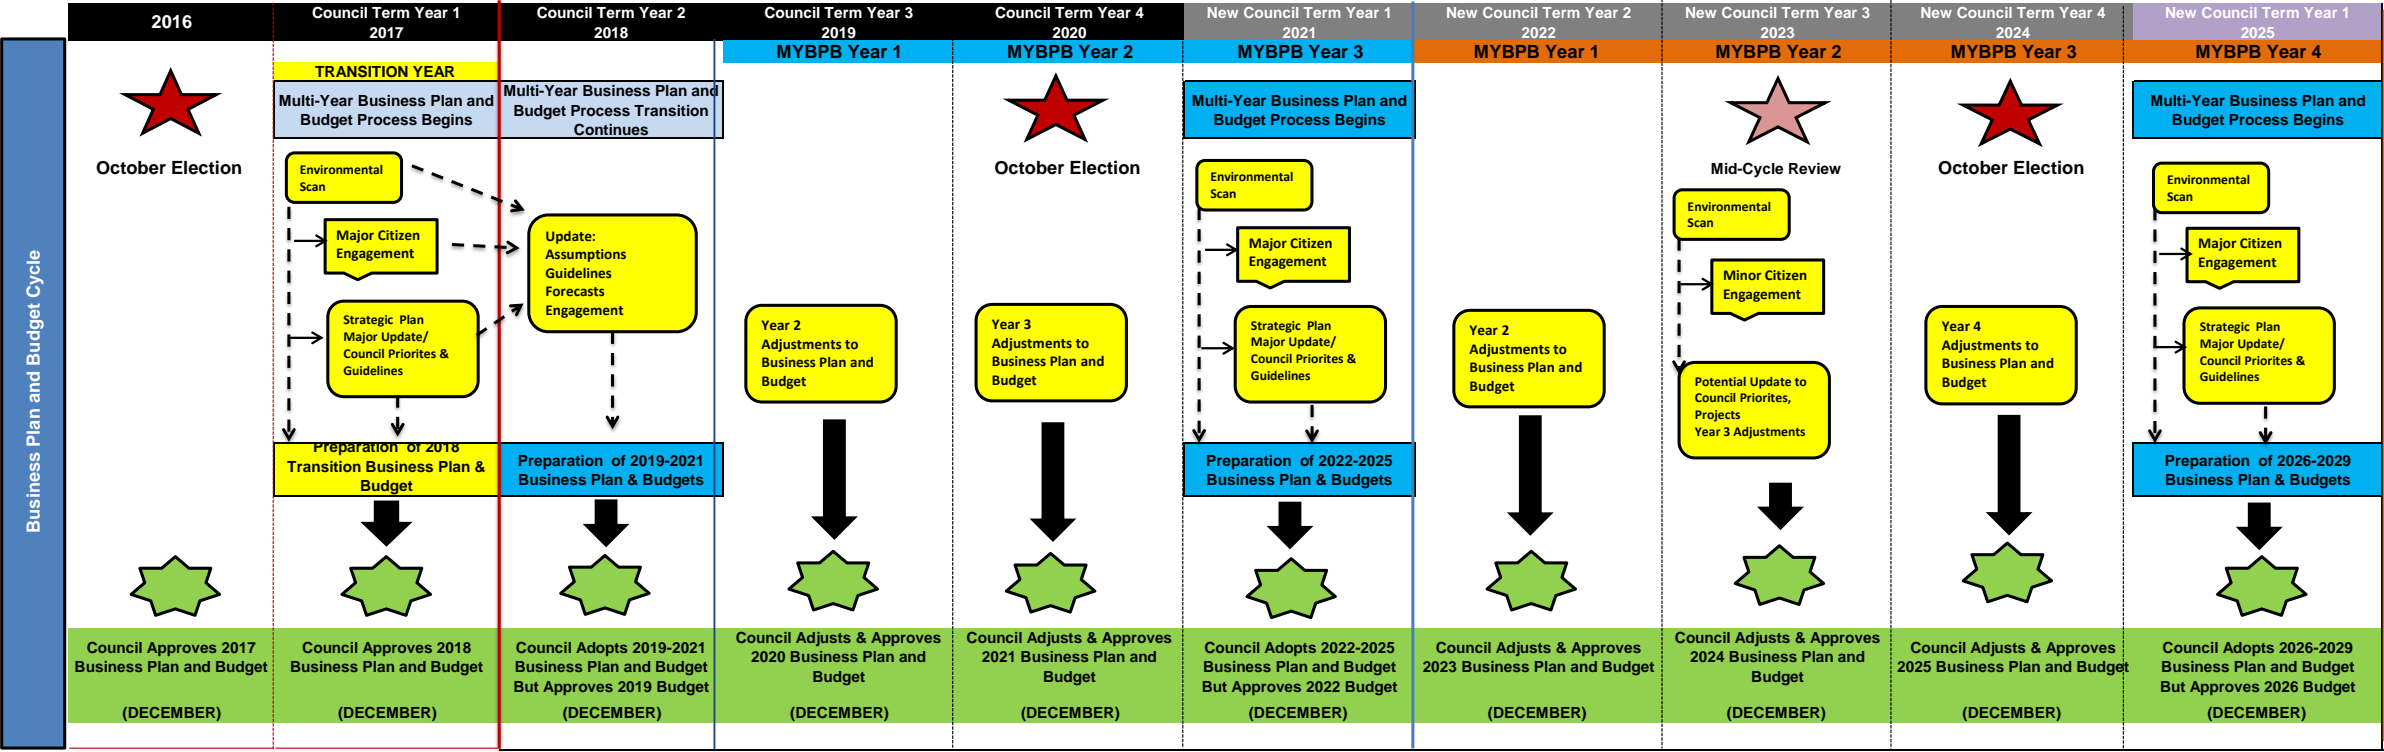 2016
Council Term Year 1
2017
Council Term Year 2
2018
Council Term Year 3
2019
Council Term Year 4
2020
New Council Term Year 1
2021
New Council Term Year 2
2022
New Council Term Year 3
2023
New Council Term Year 4
2024
New Council Term Year 1
2025
MYBPB Year 1
MYBPB Year 2
MYBPB Year 3
MYBPB Year 1
MYBPB Year 2
MYBPB Year 3
MYBPB Year 4
Business Plan and Budget Cycle
October Election
Council Approves 2017
Business Plan and Budget
(DECEMBER)
TRANSITION YEAR
Multi-Year Business Plan and
Budget Process Begins
Environmental
Scan
Major Citizen
Engagement
Strategic Plan
Major Update/
Council Priorites &
Guidelines
Preparation of 2018
Transition Business Plan &
Budget
Council Approves 2018
Business Plan and Budget
(DECEMBER)
Multi-Year Business Plan and
Budget Process Transition
Continues
Update:
Assumptions
Guidelines
Forecasts
Engagement
Preparation of 2019-2021
Business Plan & Budgets
Council Adopts 2019-2021
Business Plan and Budget
But Approves 2019 Budget
(DECEMBER)
Year 2
Adjustments to
Business Plan and
Budget
Council Adjusts & Approves
2020 Business Plan and
Budget
(DECEMBER)
October Election
Year 3
Adjustments to
Business Plan and
Budget
Council Adjusts & Approves
2021 Business Plan and
Budget
(DECEMBER)
Multi-Year Business Plan and
Budget Process Begins
Environmental
Scan
Major Citizen
Engagement
Strategic Plan
Major Update/
Council Priorites &
Guidelines
Preparation of 2022-2025
Business Plan & Budgets
Council Adopts 2022-2025
Business Plan and Budget
But Approves 2022 Budget
(DECEMBER)
Year 2
Adjustments to
Business Plan and
Budget
Council Adjusts & Approves
2023 Business Plan and Budget
(DECEMBER)
Mid-Cycle Review
Environmental
Scan
Minor Citizen
Engagement
Potential Update to
Council Priorites,
Projects
Year 3 Adjustments
Council Adjusts & Approves
2024 Business Plan and
Budget
(DECEMBER)
October Election
Year 4
Adjustments to
Business Plan and
Budget
Council Adjusts & Approves
2025 Business Plan and Budget
(DECEMBER)
Multi-Year Business Plan and
Budget Process Begins
Environmental
Scan
Major Citizen
Engagement
Strategic Plan
Major Update/
Council Priorites &
Guidelines
Preparation of 2026-2029
Business Plan & Budgets
Council Adopts 2026-2029
Business Plan and Budget
But Approves 2026 Budget
(DECEMBER)